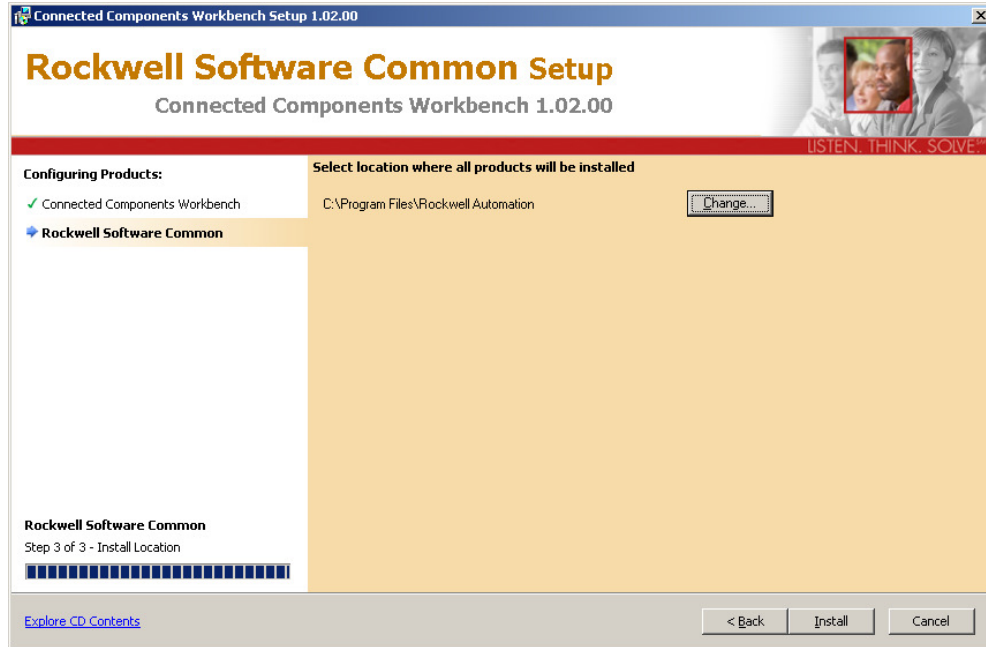 Connected Components Workbench Setup 1.02.00
Rockwell Software Common Setup
Connected Components Workbench 1.02.00
LISTEN. THINK. SOLVE.
Configuring Products:
Connected Components Workbench
Rockwell Software Common
Select location where all products will be installed
C:\Program Files\Rockwell Automation
Change...
Rockwell Software Common
Step 3 of 3 - Install Location
Explore CD Contents
< Back
Install
Cancel